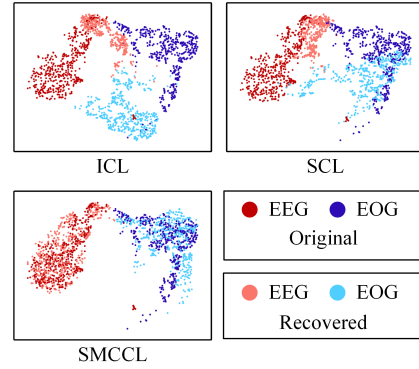 ICL
SCL
EEG EOG
Original
EEG EOG
Recovered
SMCCL